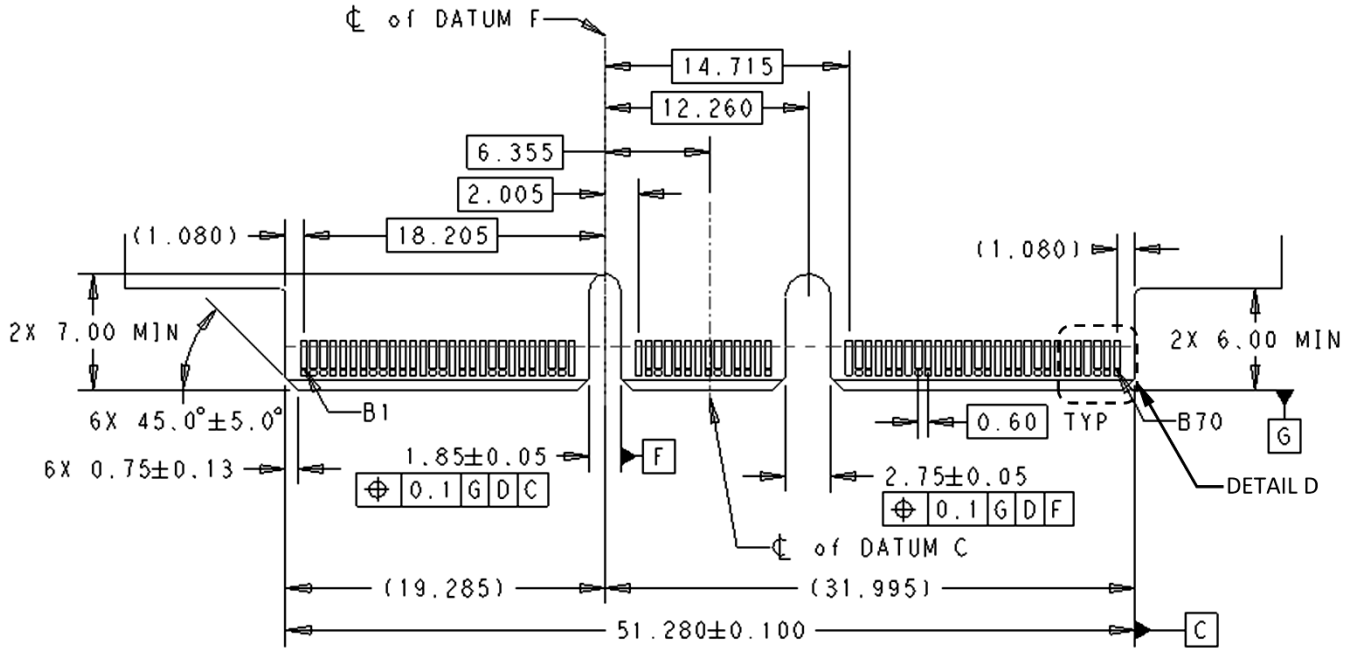 ℄ of DATUM F
14.715
12.260
6.355
2.005
(1.080)
18.205
(1.080)
2X 7.00 MIN
2X 6.00 MIN
6X 45.0°±5.0°
B1
0.60 TYP
B70
G
6X 0.75±0.13
1.85±0.05
F
⌖ 0.1 G D C
2.75±0.05
⌖ 0.1 G D F
DETAIL D
℄ of DATUM C
(19.285)
(31.995)
51.280±0.100
C